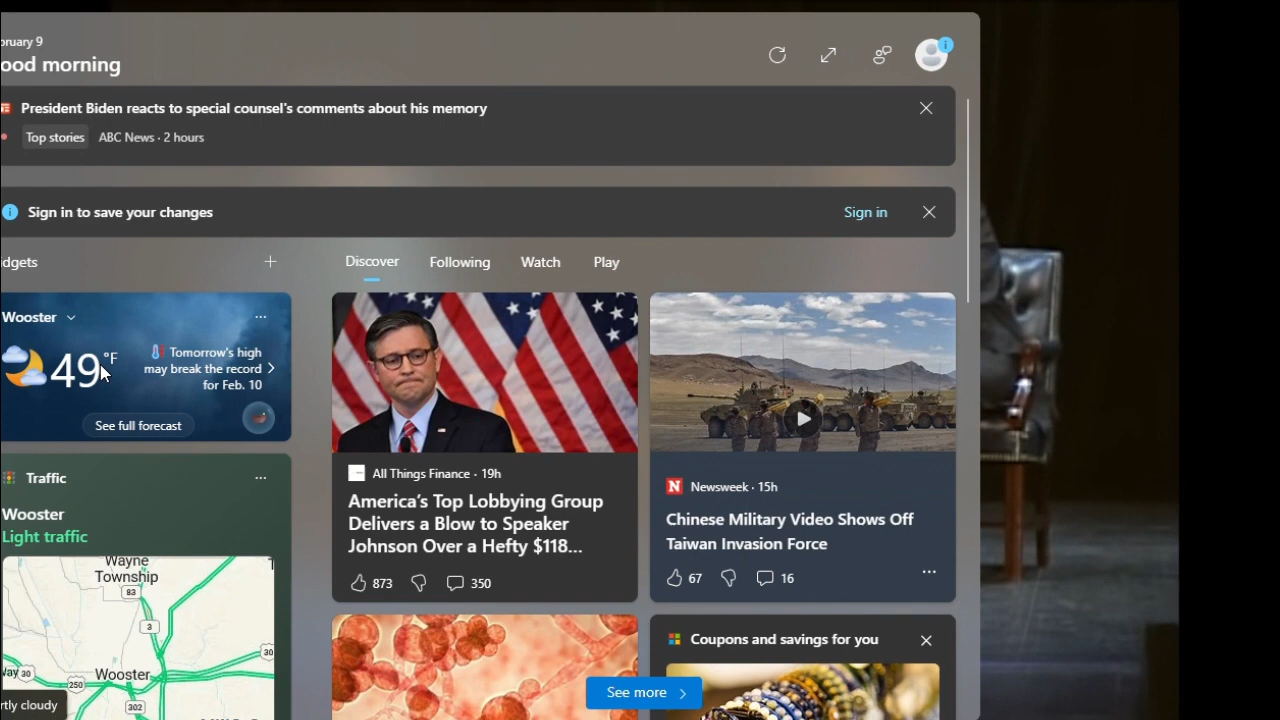 bruary 9
ood morning
President Biden reacts to special counsel's comments about his memory
Top stories ABC News · 2 hours
Sign in to save your changes
Sign in
idgets
Discover
Following
Watch
Play
Wooster
49°F
Tomorrow's high
may break the record
for Feb. 10
See full forecast
Traffic
Wooster
Light traffic
Wayne
Township
83
3
30
Way 30
250
Wooster
302
30
rtly cloudy
All Things Finance · 19h
America's Top Lobbying Group
Delivers a Blow to Speaker
Johnson Over a Hefty $118...
873
350
N Newsweek · 15h
Chinese Military Video Shows Off
Taiwan Invasion Force
67
16
Coupons and savings for you
See more